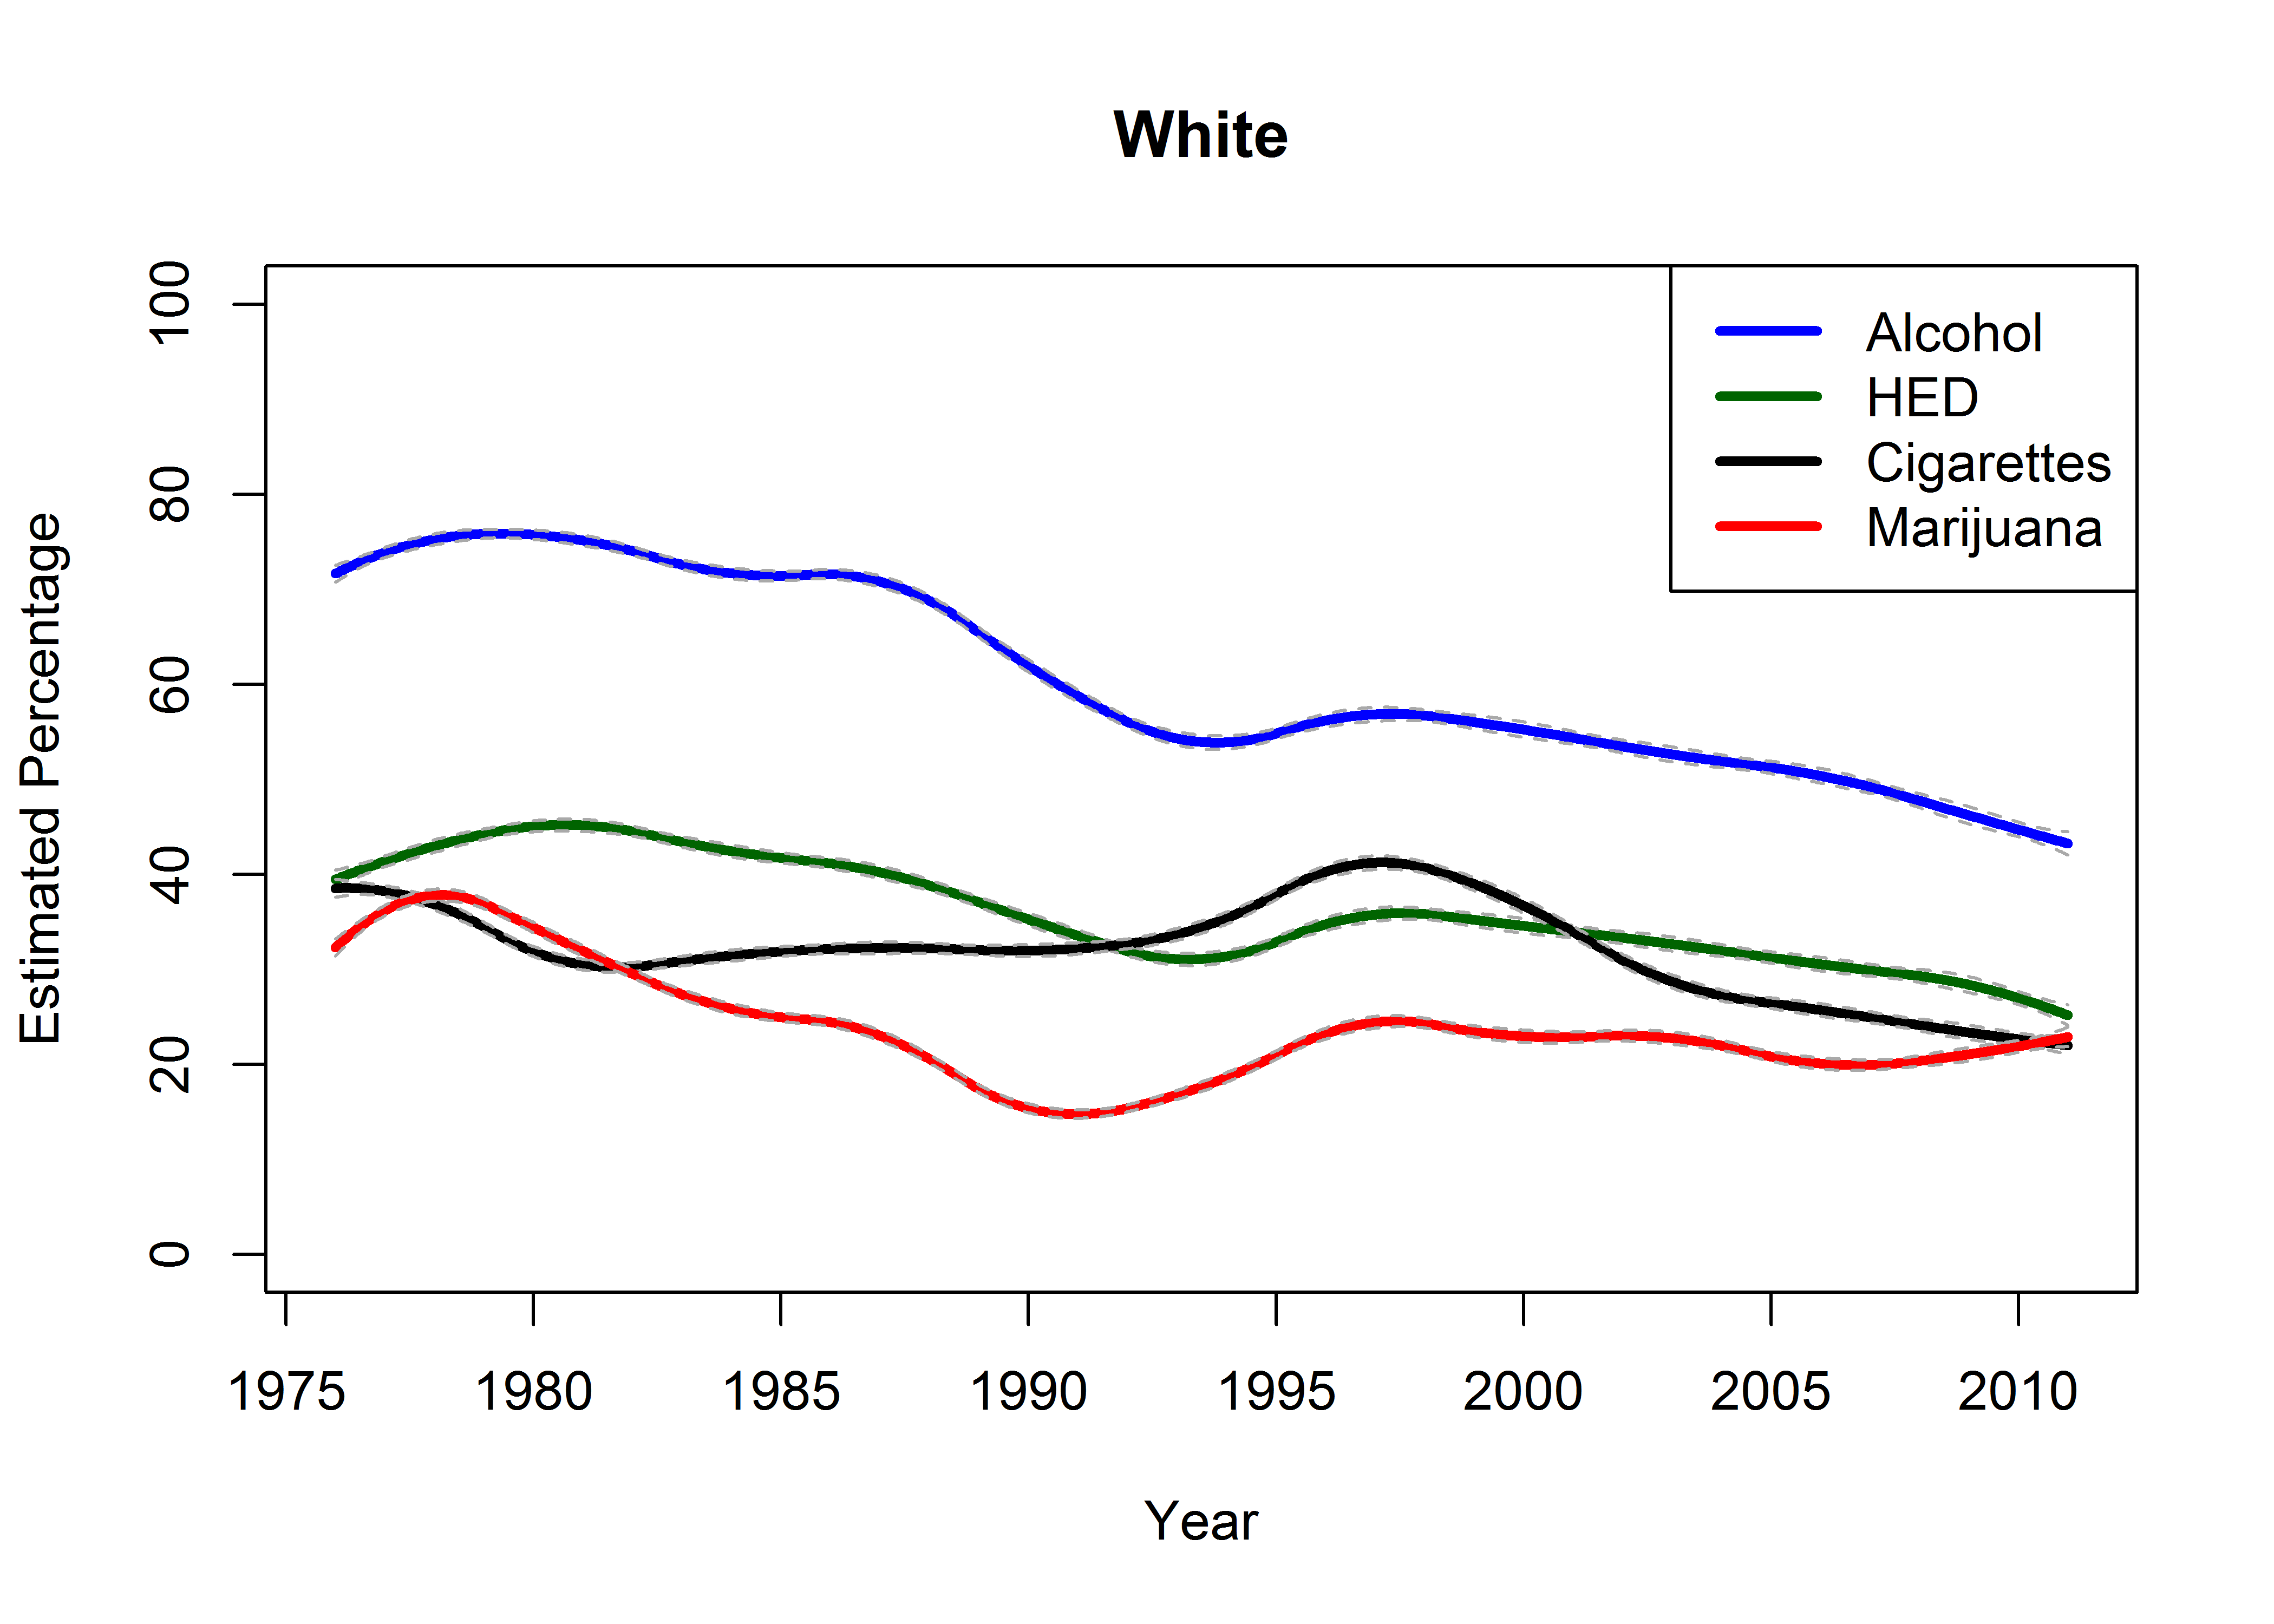 White
Alcohol
HED
Cigarettes
Marijuana
Estimated Percentage
100
80
60
40
20
0
1975 1980 1985 1990 1995 2000 2005 2010
Year